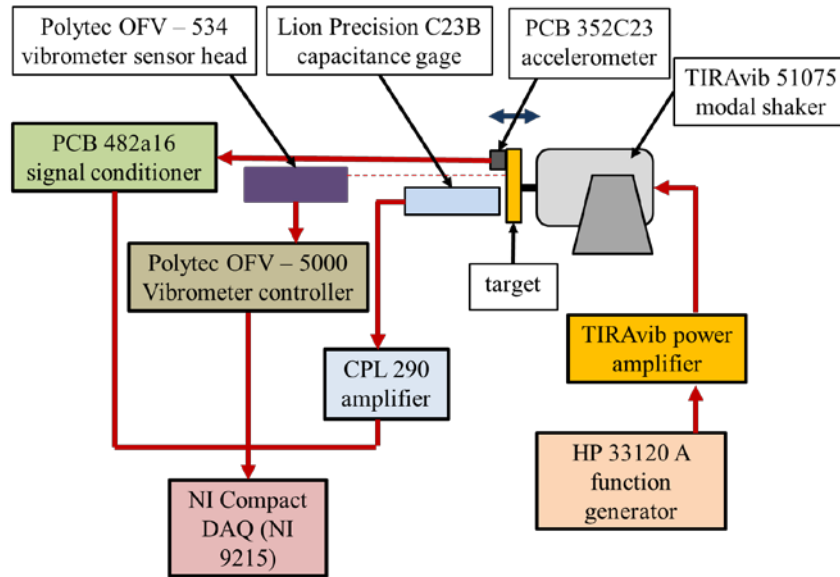 Polytec OFV – 534
vibrometer sensor head
Lion Precision C23B
capacitance gage
PCB 352C23
accelerometer
TIRAvib 51075
modal shaker
PCB 482a16
signal conditioner
Polytec OFV – 5000
Vibrometer controller
target
CPL 290
amplifier
TIRAvib power
amplifier
NI Compact
DAQ (NI
9215)
HP 33120 A
function
generator